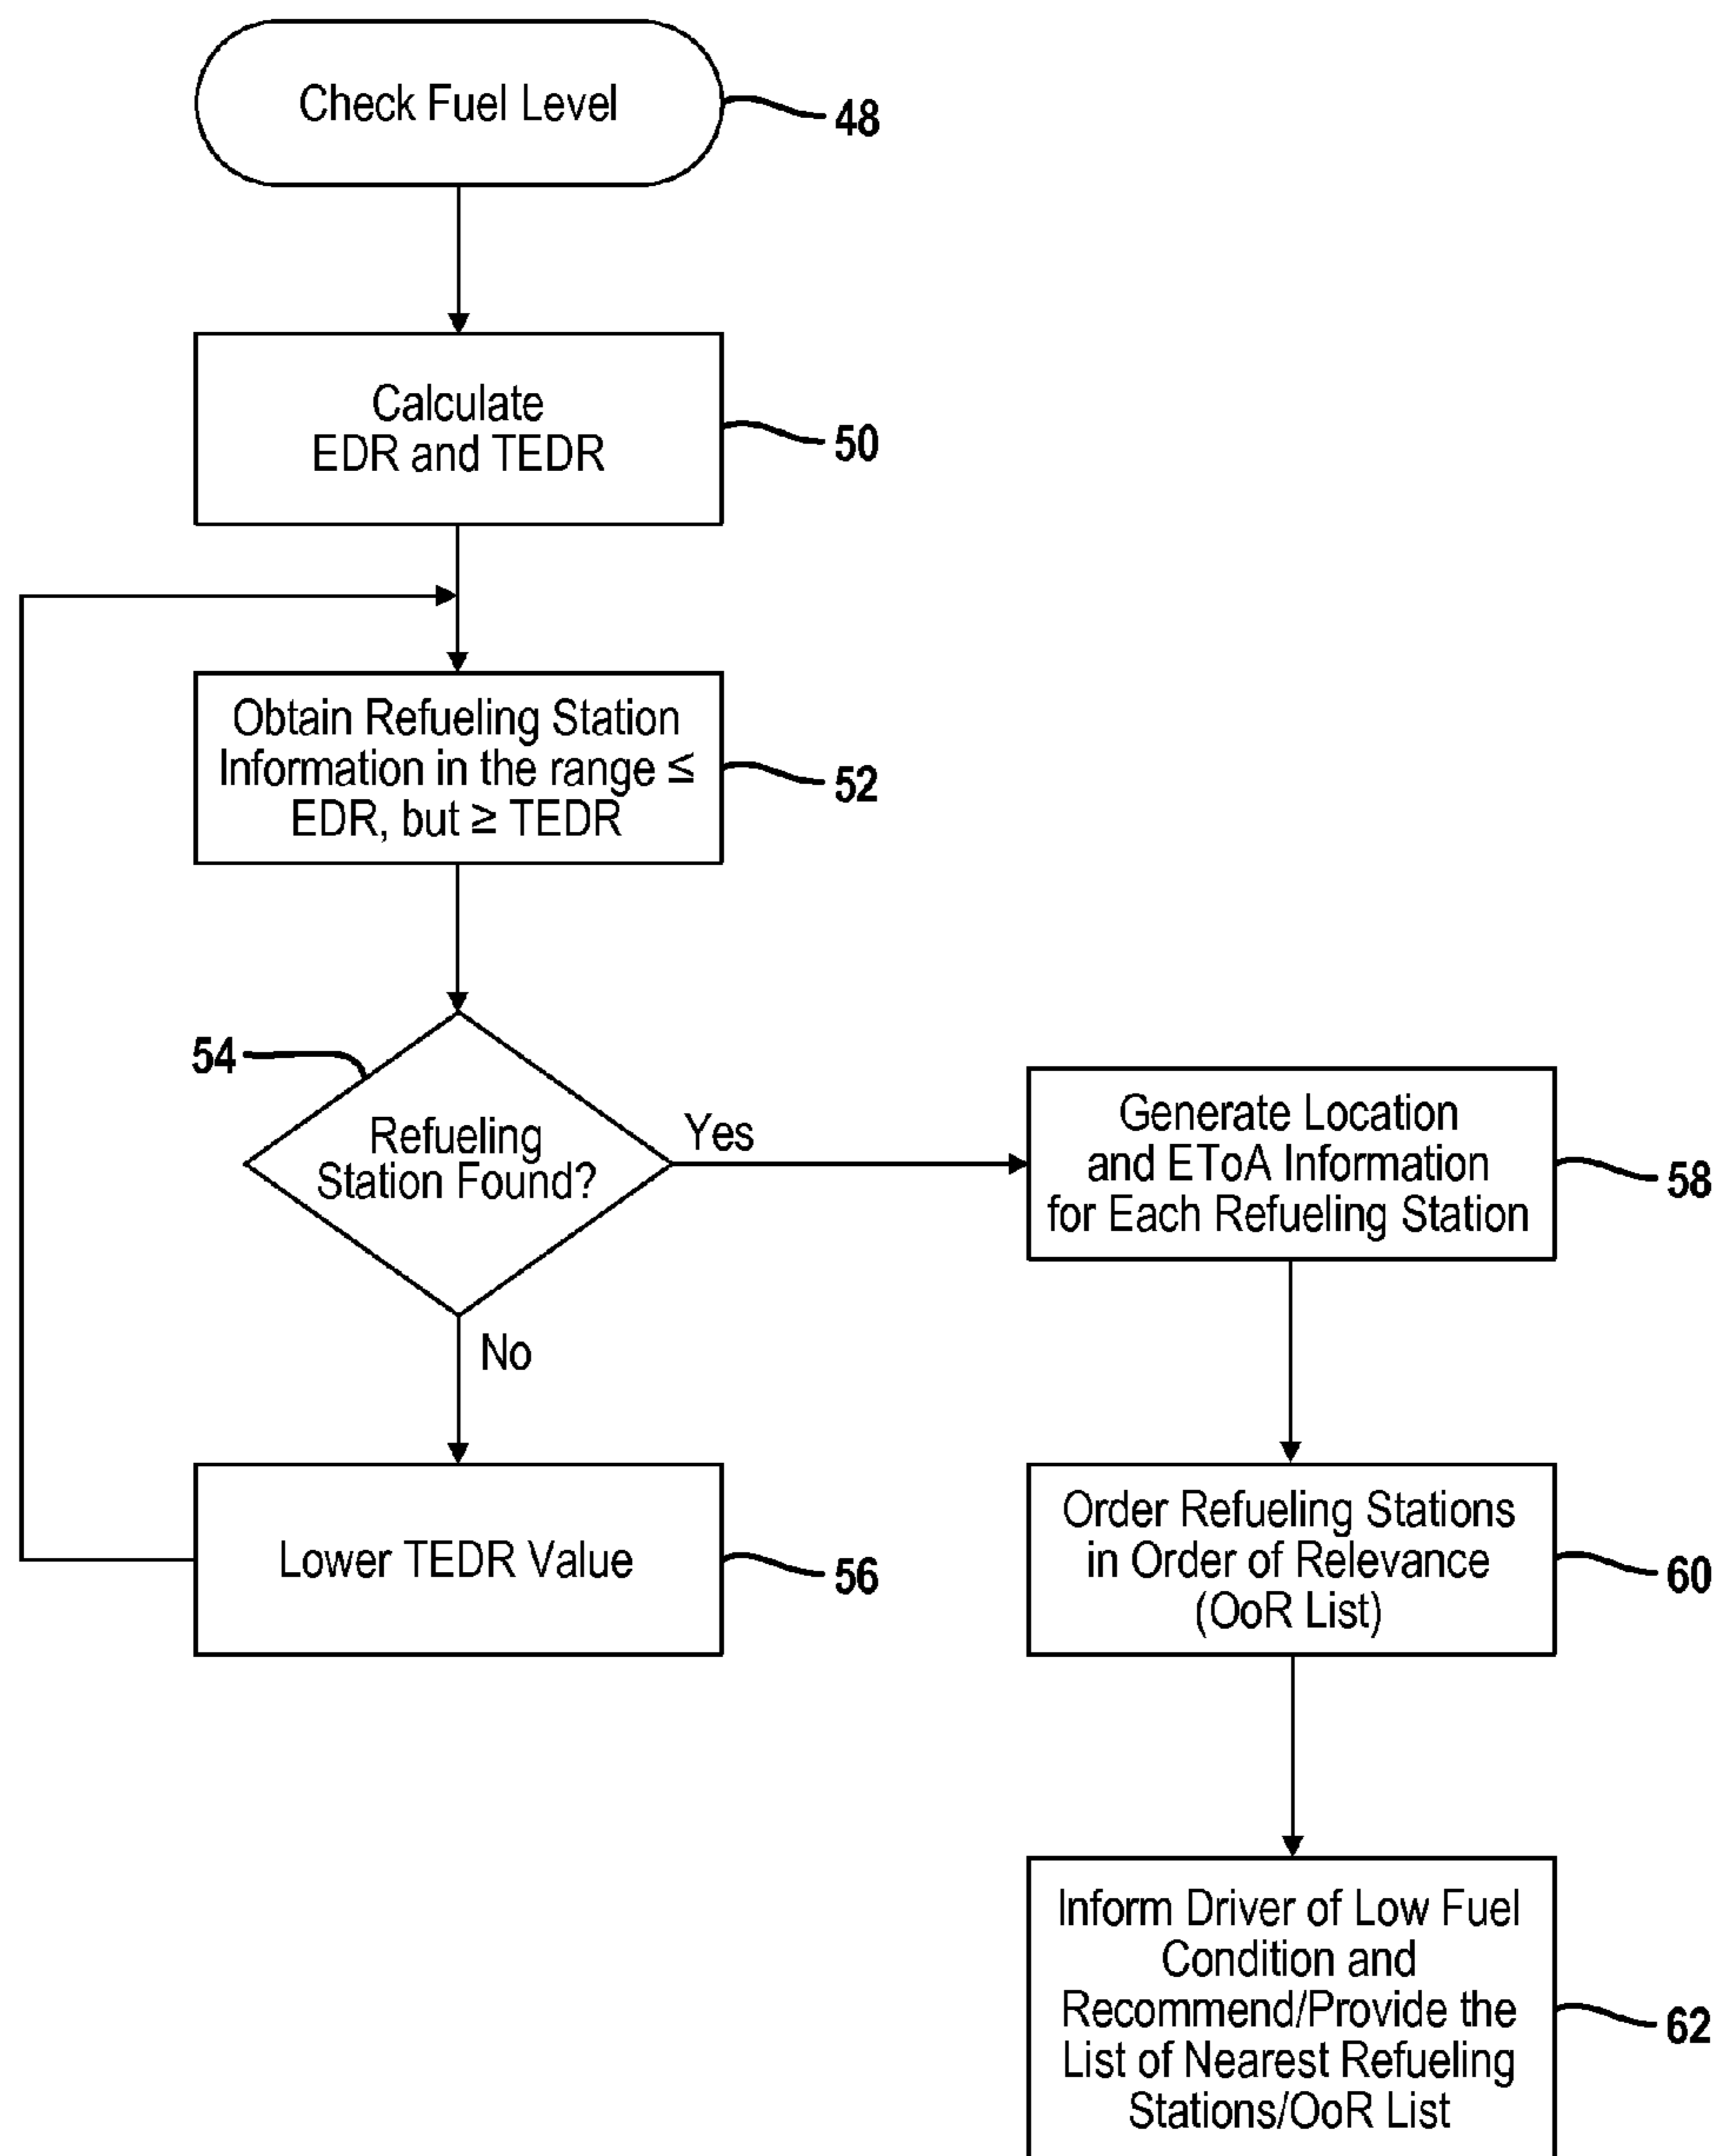 Check Fuel Level
48
Calculate
EDR and TEDR
50
Obtain Refueling Station
Information in the range ≤
EDR, but ≥ TEDR
52
54
Refueling
Station Found?
Yes
No
Lower TEDR Value
56
Generate Location
and EToA Information
for Each Refueling Station
58
Order Refueling Stations
in Order of Relevance
(OoR List)
60
Inform Driver of Low Fuel
Condition and
Recommend/Provide the
List of Nearest Refueling
Stations/OoR List
62